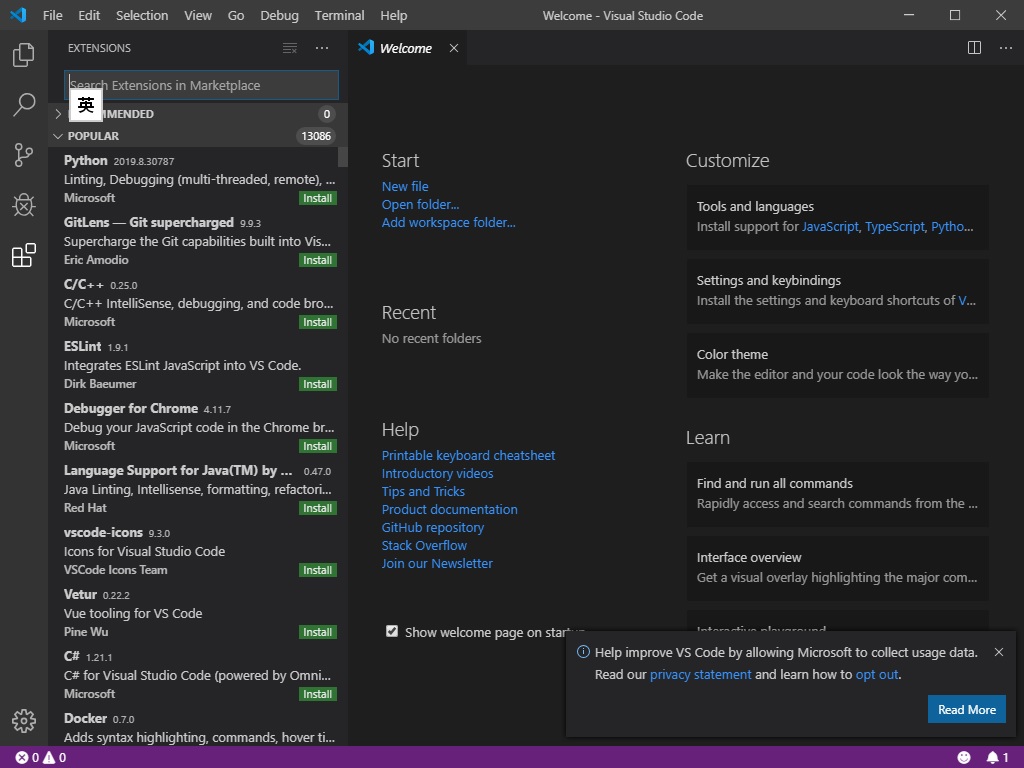 File Edit Selection View Go Debug Terminal Help
Welcome - Visual Studio Code
EXTENSIONS
Search Extensions in Marketplace
英
0
POPULAR 13086
Python 2019.8.30787
Linting, Debugging (multi-threaded, remote), ...
Microsoft Install
GitLens — Git supercharged 9.9.3
Supercharge the Git capabilities built into Vis...
Eric Amodio Install
C/C++ 0.25.0
C/C++ IntelliSense, debugging, and code bro...
Microsoft Install
ESLint 1.9.1
Integrates ESLint JavaScript into VS Code.
Dirk Baeumer Install
Debugger for Chrome 4.11.7
Debug your JavaScript code in the Chrome br...
Microsoft Install
Language Support for Java(TM) by ... 0.47.0
Java Linting, Intellisense, formatting, refactori...
Red Hat Install
vscode-icons 9.3.0
Icons for Visual Studio Code
VSCode Icons Team Install
Vetur 0.22.2
Vue tooling for VS Code
Pine Wu Install
C# 1.21.1
C# for Visual Studio Code (powered by Omni...
Microsoft Install
Docker 0.7.0
Adds syntax highlighting, commands, hover ti...
Welcome
Start
New file
Open folder...
Add workspace folder...
Recent
No recent folders
Help
Printable keyboard cheatsheet
Introductory videos
Tips and Tricks
Product documentation
GitHub repository
Stack Overflow
Join our Newsletter
Show welcome page on startup
Customize
Tools and languages
Install support for JavaScript, TypeScript, Pytho...
Settings and keybindings
Install the settings and keyboard shortcuts of V...
Color theme
Make the editor and your code look the way yo...
Learn
Find and run all commands
Rapidly access and search commands from the ...
Interface overview
Get a visual overlay highlighting the major com...
Interactive playground
Help improve VS Code by allowing Microsoft to collect usage data.
Read our privacy statement and learn how to opt out.
Read More
0 0
1